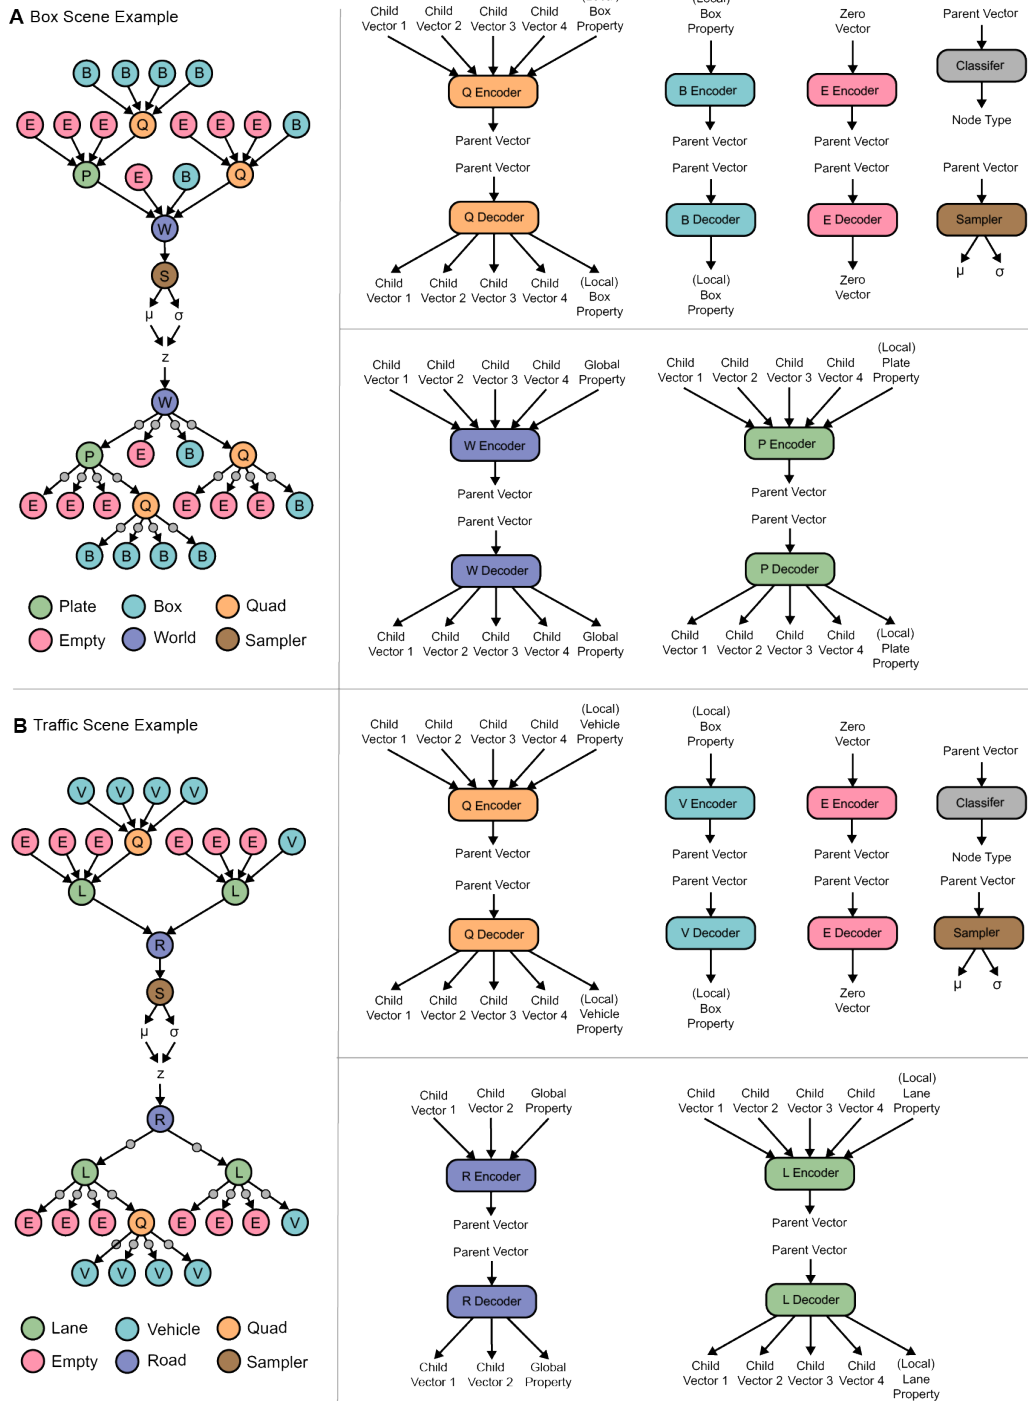 A Box Scene Example
B B B B
E E E Q E E E B
P E B Q
W
S
μ σ
z
W
P E B Q
E E E Q E E E B
B B B B
Plate Box Quad
Empty World Sampler
Child Vector 1
Child Vector 2
Child Vector 3
Child Vector 4
(Local) Box Property
Q Encoder
Parent Vector
Parent Vector
Q Decoder
Child Vector 1
Child Vector 2
Child Vector 3
Child Vector 4
(Local) Box Property
(Local)
Box
Property
B Encoder
Parent Vector
Parent Vector
B Decoder
(Local)
Box
Property
Zero
Vector
E Encoder
Parent Vector
Parent Vector
E Decoder
Zero
Vector
Parent Vector
Classifer
Node Type
Parent Vector
Sampler
μ σ
Child Vector 1
Child Vector 2
Child Vector 3
Child Vector 4
Global Property
W Encoder
Parent Vector
Parent Vector
W Decoder
Child Vector 1
Child Vector 2
Child Vector 3
Child Vector 4
Global Property
Child Vector 1
Child Vector 2
Child Vector 3
Child Vector 4
(Local) Plate Property
P Encoder
Parent Vector
Parent Vector
P Decoder
Child Vector 1
Child Vector 2
Child Vector 3
Child Vector 4
(Local) Plate Property
B Traffic Scene Example
V V V V
E E E Q E E E V
L L
R
S
μ σ
z
R
L L
E E E Q E E E V
V V V V
Lane Vehicle Quad
Empty Road Sampler
Child Vector 1
Child Vector 2
Child Vector 3
Child Vector 4
(Local) Vehicle Property
Q Encoder
Parent Vector
Parent Vector
Q Decoder
Child Vector 1
Child Vector 2
Child Vector 3
Child Vector 4
(Local) Vehicle Property
(Local)
Box
Property
V Encoder
Parent Vector
Parent Vector
V Decoder
(Local)
Box
Property
Zero
Vector
E Encoder
Parent Vector
Parent Vector
E Decoder
Zero
Vector
Parent Vector
Classifer
Node Type
Parent Vector
Sampler
μ σ
Child Vector 1
Child Vector 2
Global Property
R Encoder
Parent Vector
Parent Vector
R Decoder
Child Vector 1
Child Vector 2
Global Property
Child Vector 1
Child Vector 2
Child Vector 3
Child Vector 4
(Local) Lane Property
L Encoder
Parent Vector
Parent Vector
L Decoder
Child Vector 1
Child Vector 2
Child Vector 3
Child Vector 4
(Local) Lane Property